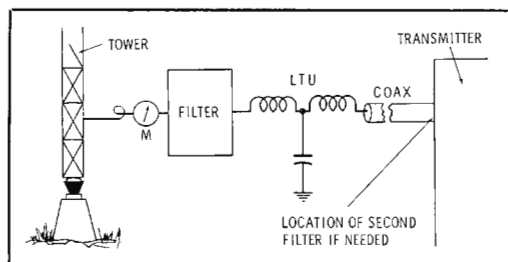 TOWER
M
FILTER
LTU
COAX
TRANSMITTER
LOCATION OF SECOND
FILTER IF NEEDED